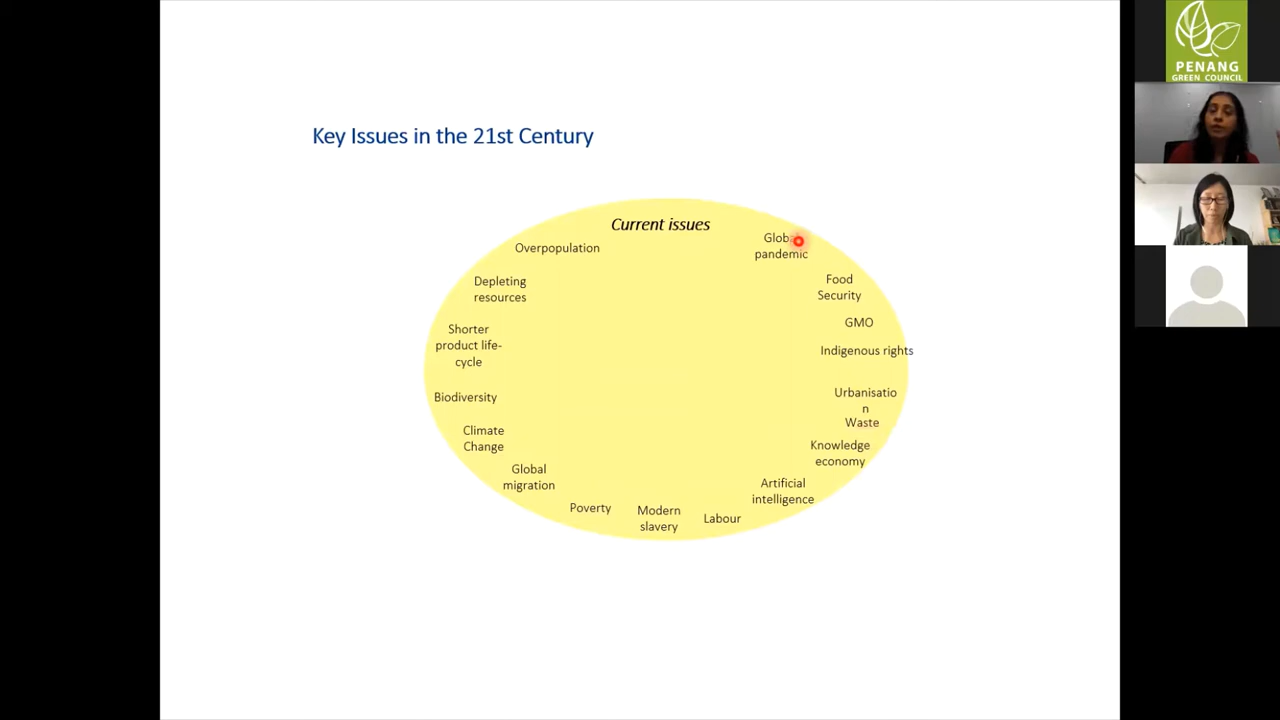 Key Issues in the 21st Century
Current issues
Overpopulation
Depleting
resources
Shorter
product life-
cycle
Biodiversity
Climate
Change
Global
migration
Poverty
Modern
slavery
Labour
Artificial
intelligence
Knowledge
economy
Waste
Urbanisatio
n
Indigenous rights
GMO
Food
Security
Global
pandemic
PENANG
GREEN COUNCIL